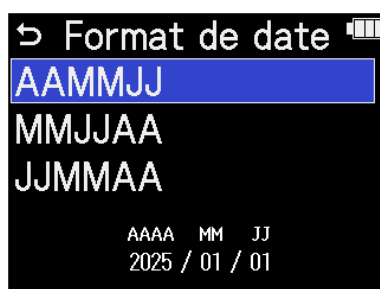 Format de date
AAMMJJ
MMJJAA
JJMMAA
AAAA MM JJ
2025 / 01 / 01